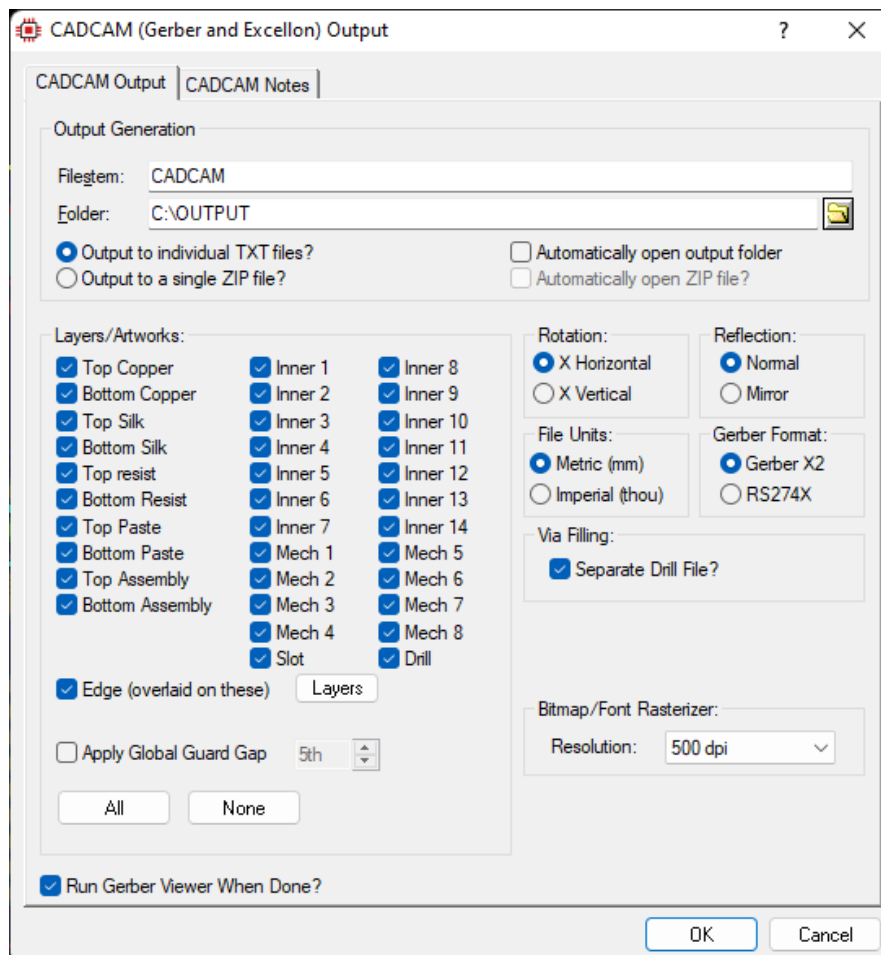 CADCAM (Gerber and Excellon) Output
?
CADCAM Output
CADCAM Notes
Output Generation
Filestem:
CADCAM
Folder:
C:\OUTPUT
Output to individual TXT files?
Automatically open output folder
Output to a single ZIP file?
Automatically open ZIP file?
Layers/Artworks:
Top Copper
Bottom Copper
Top Silk
Bottom Silk
Top resist
Bottom Resist
Top Paste
Bottom Paste
Top Assembly
Bottom Assembly
Inner 1
Inner 2
Inner 3
Inner 4
Inner 5
Inner 6
Inner 7
Mech 1
Mech 2
Mech 3
Mech 4
Slot
Inner 8
Inner 9
Inner 10
Inner 11
Inner 12
Inner 13
Inner 14
Mech 5
Mech 6
Mech 7
Mech 8
Drill
Edge (overlaid on these)
Layers
Apply Global Guard Gap
5th
All
None
Rotation:
X Horizontal
X Vertical
Reflection:
Normal
Mirror
File Units:
Metric (mm)
Imperial (thou)
Gerber Format:
Gerber X2
RS274X
Via Filling:
Separate Drill File?
Bitmap/Font Rasterizer:
Resolution:
500 dpi
Run Gerber Viewer When Done?
OK
Cancel